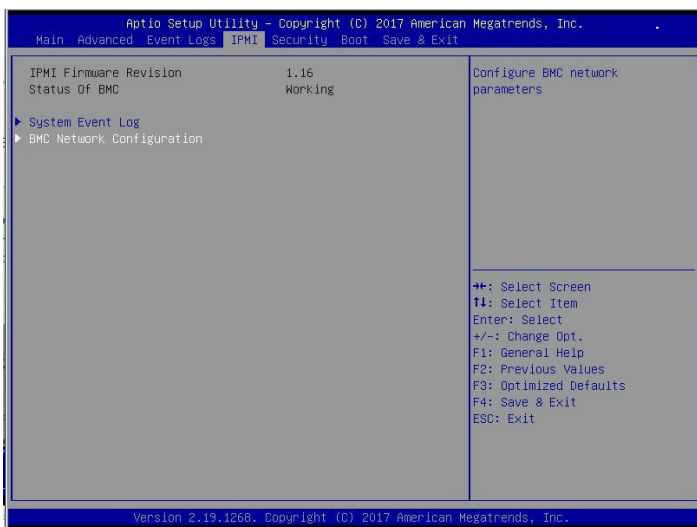 Aptio Setup Utility – Copyright (C) 2017 American Megatrends, Inc.
Main Advanced Event Logs IPMI Security Boot Save & Exit
IPMI Firmware Revision 1.16
Status Of BMC Working
System Event Log
BMC Network Configuration
Configure BMC network
parameters
→←: Select Screen
↑↓: Select Item
Enter: Select
+/-: Change Opt.
F1: General Help
F2: Previous Values
F3: Optimized Defaults
F4: Save & Exit
ESC: Exit
Version 2.19.1268. Copyright (C) 2017 American Megatrends, Inc.